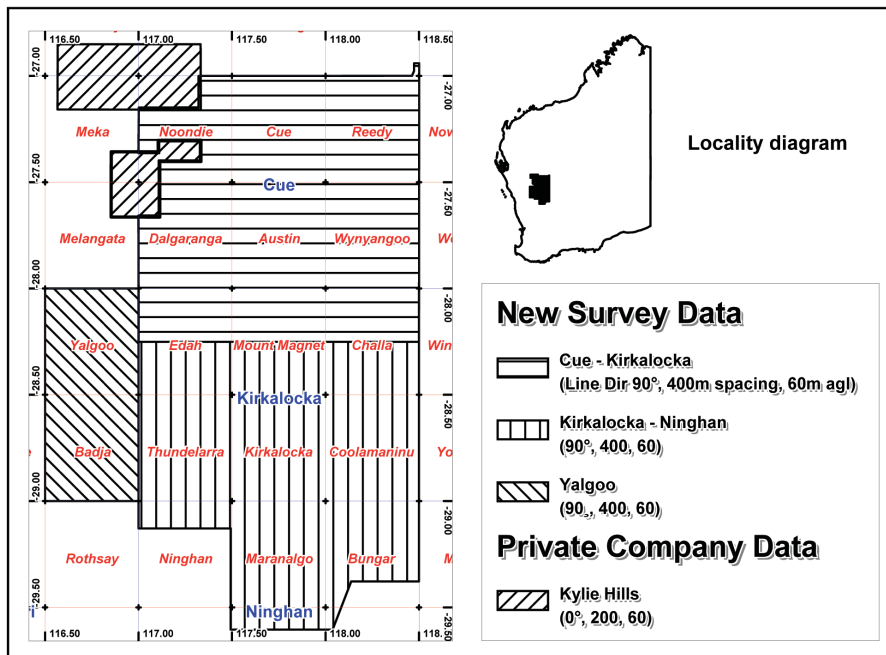 116.50 117.00 117.50 118.00 118.50
-27.00 -27.00
Meka Noondie Cue Reedy Now
-27.50 Cue -27.50
Melangata Dalgaranga Austin Wynyangoo We
-28.00 -28.00
Yalgoo Edah Mount Magnet Challa Win
-28.50 Kirkalocka -28.50
Badja Thundelarra Kirkalocka Coolamaninu Yo
-29.00 -29.00
Rothsay Ninghan Maranalgo Bungar M
-29.50 Ninghan -29.50
116.50 117.00 117.50 118.00 118.50
Locality diagram
New Survey Data
Cue - Kirkalocka
(Line Dir 90°, 400m spacing, 60m agl)
Kirkalocka - Ninghan
(90°, 400, 60)
Yalgoo
(90¸, 400, 60)
Private Company Data
Kylie Hills
(0°, 200, 60)